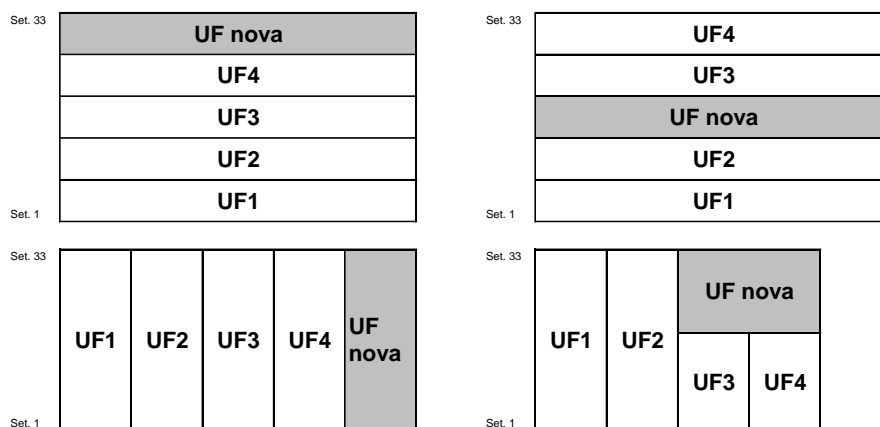 Set. 33
UF nova
UF4
UF3
UF2
UF1
Set. 1
Set. 33
UF4
UF3
UF nova
UF2
UF1
Set. 1
Set. 33
UF1 UF2 UF3 UF4 UF
nova
Set. 1
Set. 33
UF nova
UF1 UF2
UF3 UF4
Set. 1